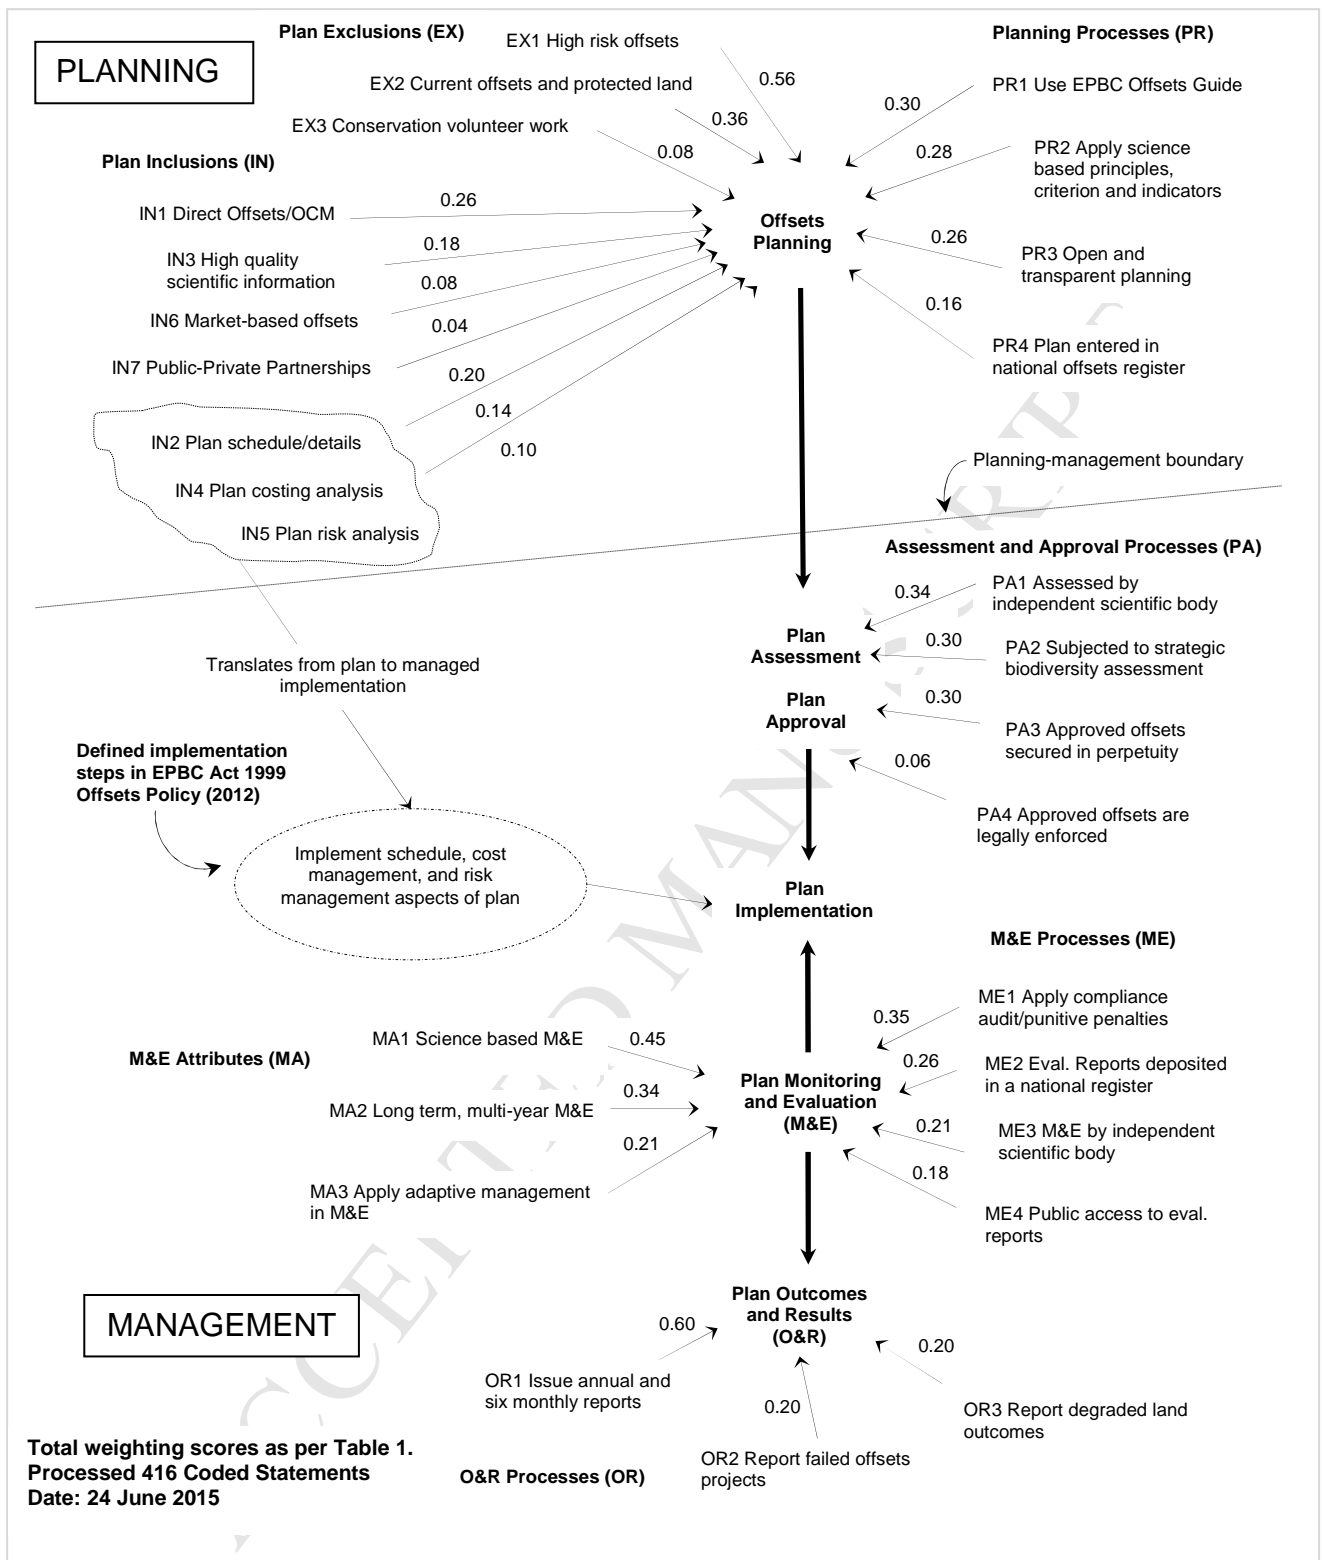 PLANNING
Plan Exclusions (EX)
EX1 High risk offsets
0.56
EX2 Current offsets and protected land
0.36
EX3 Conservation volunteer work
0.08
Planning Processes (PR)
PR1 Use EPBC Offsets Guide
0.30
PR2 Apply science
based principles,
criterion and indicators
0.28
PR3 Open and
transparent planning
0.26
PR4 Plan entered in
national offsets register
0.16
Plan Inclusions (IN)
IN1 Direct Offsets/OCM
0.26
IN3 High quality
scientific information
0.18
IN6 Market-based offsets
0.08
IN7 Public-Private Partnerships
0.04
IN2 Plan schedule/details
0.20
IN4 Plan costing analysis
0.14
IN5 Plan risk analysis
0.10
Offsets
Planning
Planning-management boundary
Assessment and Approval Processes (PA)
PA1 Assessed by
independent scientific body
0.34
PA2 Subjected to strategic
biodiversity assessment
0.30
PA3 Approved offsets
secured in perpetuity
0.30
PA4 Approved offsets are
legally enforced
0.06
Plan
Assessment
Plan
Approval
Translates from plan to managed
implementation
Defined implementation
steps in EPBC Act 1999
Offsets Policy (2012)
Implement schedule, cost
management, and risk
management aspects of plan
Plan
Implementation
M&E Processes (ME)
ME1 Apply compliance
audit/punitive penalties
0.35
ME2 Eval. Reports deposited
in a national register
0.26
ME3 M&E by independent
scientific body
0.21
ME4 Public access to eval.
reports
0.18
M&E Attributes (MA)
MA1 Science based M&E
0.45
MA2 Long term, multi-year M&E
0.34
MA3 Apply adaptive management
in M&E
0.21
Plan Monitoring
and Evaluation
(M&E)
MANAGEMENT
Plan Outcomes
and Results
(O&R)
0.60
OR1 Issue annual and
six monthly reports
0.20
OR2 Report failed offsets
projects
0.20
OR3 Report degraded land
outcomes
O&R Processes (OR)
Total weighting scores as per Table 1.
Processed 416 Coded Statements
Date: 24 June 2015